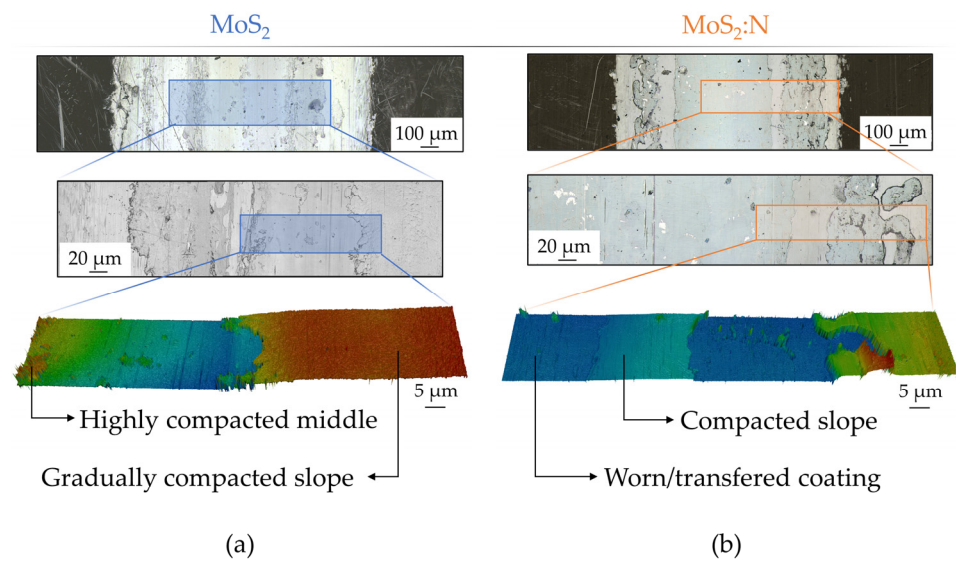 MoS2
MoS2:N
100 µm
100 µm
20 µm
20 µm
5 µm
5 µm
Highly compacted middle
Compacted slope
Gradually compacted slope
Worn/transfered coating
(a)
(b)